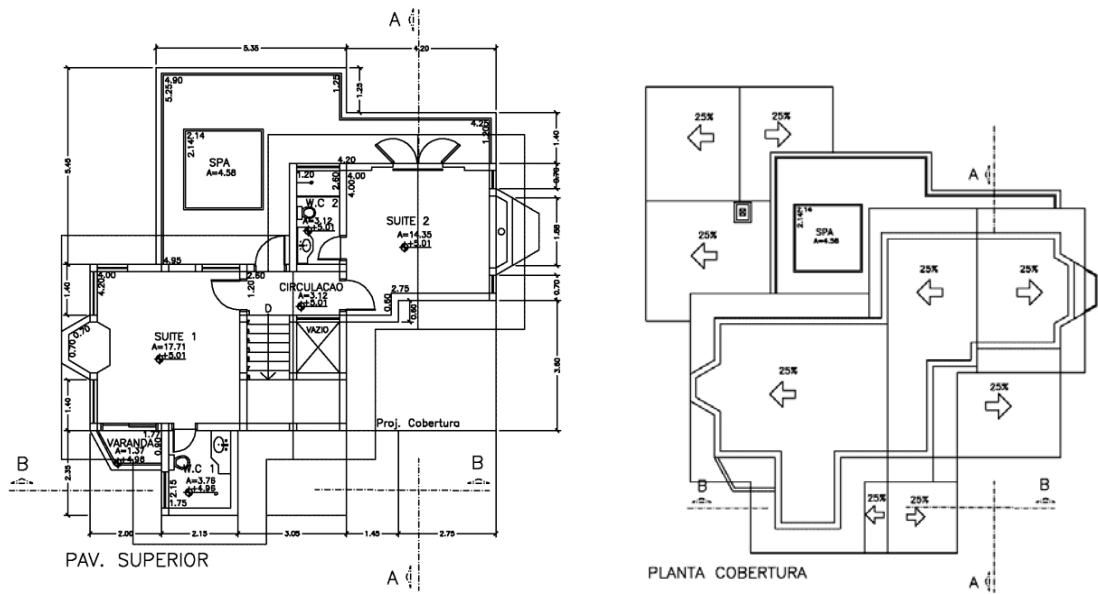 A
5.35
4.20
4.90
5.25
1.25
1.25
4.25
1.20
1.40
5.45
2.14
2.14
SPA
A=4.58
4.20
4.00
4.00
1.20
2.60
W.C 2
A=3.12
+5.01
SUITE 2
A=14.35
+5.01
0.70
1.68
0.70
4.95
4.00
4.20
2.60
1.20
CIRCULACAO
A=3.12
+5.01
2.75
0.60
0.60
1.40
D
VAZIO
0.70
0.70
SUITE 1
A=17.71
+5.01
3.60
1.40
Proj. Cobertura
1.77
0.90
VARANDA
A=1.37
+4.98
W.C 1
A=3.76
+4.96
2.15
1.75
2.35
B
B
2.00
2.15
3.05
1.45
2.75
PAV. SUPERIOR
A
25%
25%
A
2.14
2.14
SPA
A=4.58
25%
25%
25%
25%
25%
B
25%
25%
B
PLANTA COBERTURA
A